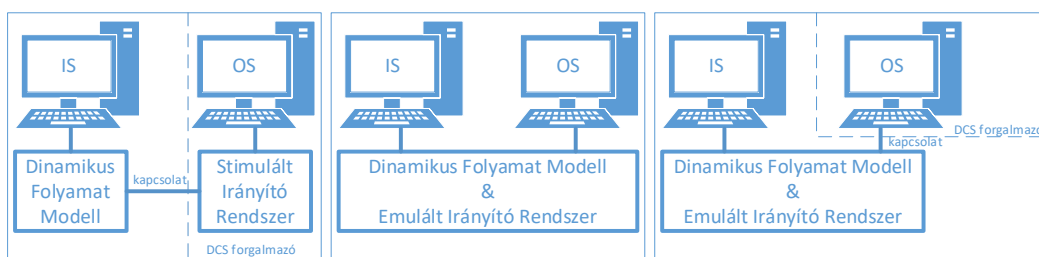 IS
OS
Dinamikus
Folyamat
Modell
kapcsolat
Stimulált
Irányító
Rendszer
DCS forgalmazó
IS
OS
Dinamikus Folyamat Modell
&
Emulált Irányító Rendszer
IS
OS
DCS forgalmazó
kapcsolat
Dinamikus Folyamat Modell
&
Emulált Irányító Rendszer